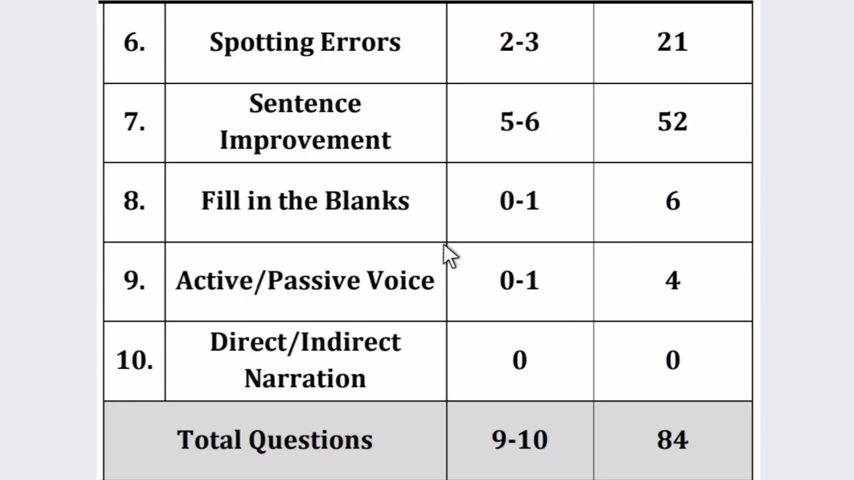 6. Spotting Errors 2-3 21
Sentence
7. 5-6 52
Improvement
8. Fill in the Blanks 0-1 6
9. Active/Passive Voice 0-1 4
Direct/Indirect
10. 0 0
Narration
Total Questions 9-10 84